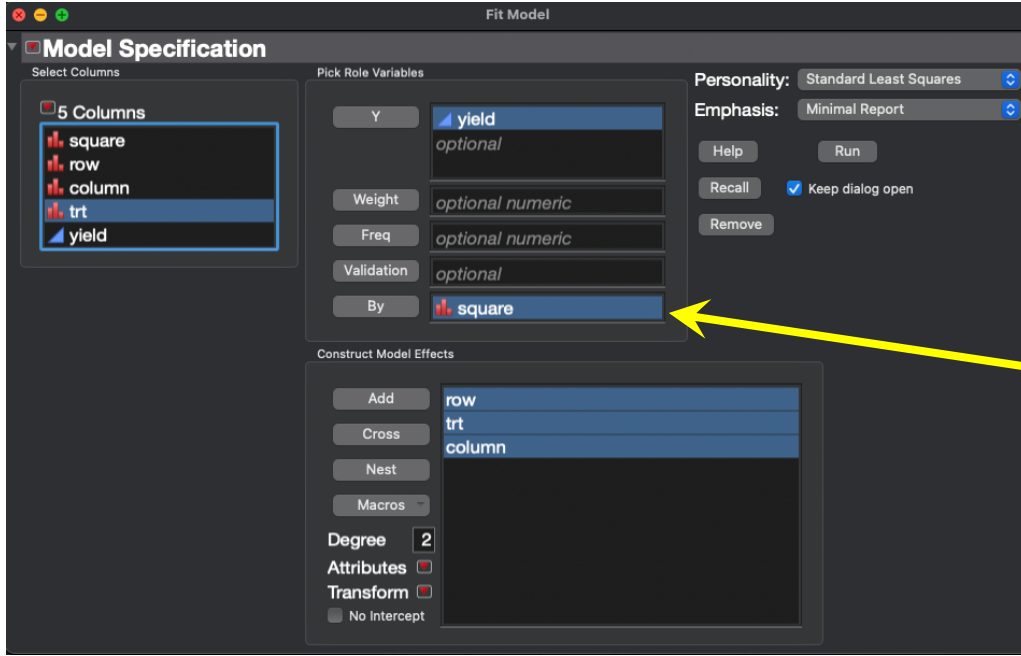 Fit Model
Model Specification
Select Columns
5 Columns
square
row
column
trt
yield
Pick Role Variables
Y
yield
optional
Weight
optional numeric
Freq
optional numeric
Validation
optional
By
square
Personality: Standard Least Squares
Emphasis: Minimal Report
Help Run
Recall Keep dialog open
Remove
Construct Model Effects
Add
Cross
Nest
Macros
Degree 2
Attributes
Transform
No Intercept
row
trt
column